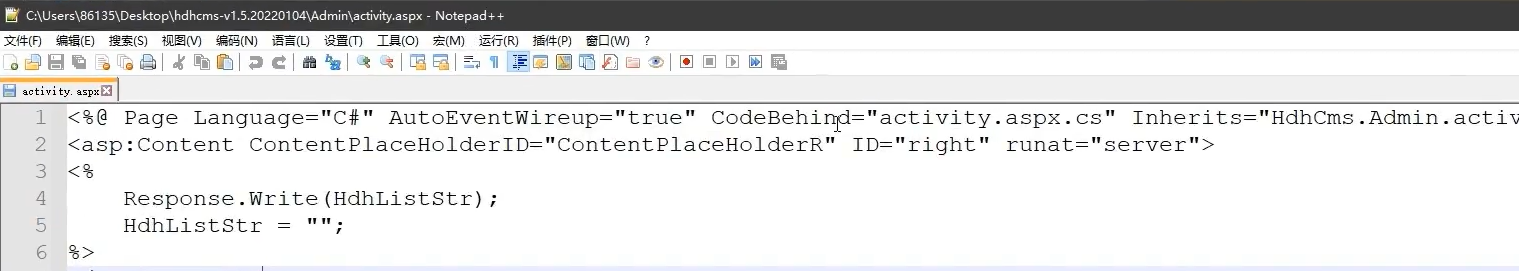 C:\Users\86135\Desktop\hdhcms-v1.5.20220104\Admin\activity.aspx - Notepad++
文件(F) 编辑(E) 搜索(S) 视图(V) 编码(N) 语言(L) 设置(T) 工具(O) 宏(M) 运行(R) 插件(P) 窗口(W) ?
activity.aspx
1 <%@ Page Language="C#" AutoEventWireup="true" CodeBehind="activity.aspx.cs" Inherits="HdhCms.Admin.activ
2 <asp:Content ContentPlaceHolderID="ContentPlaceHolderR" ID="right" runat="server">
3 <%
4 Response.Write(HdhListStr);
5 HdhListStr = "";
6 %>